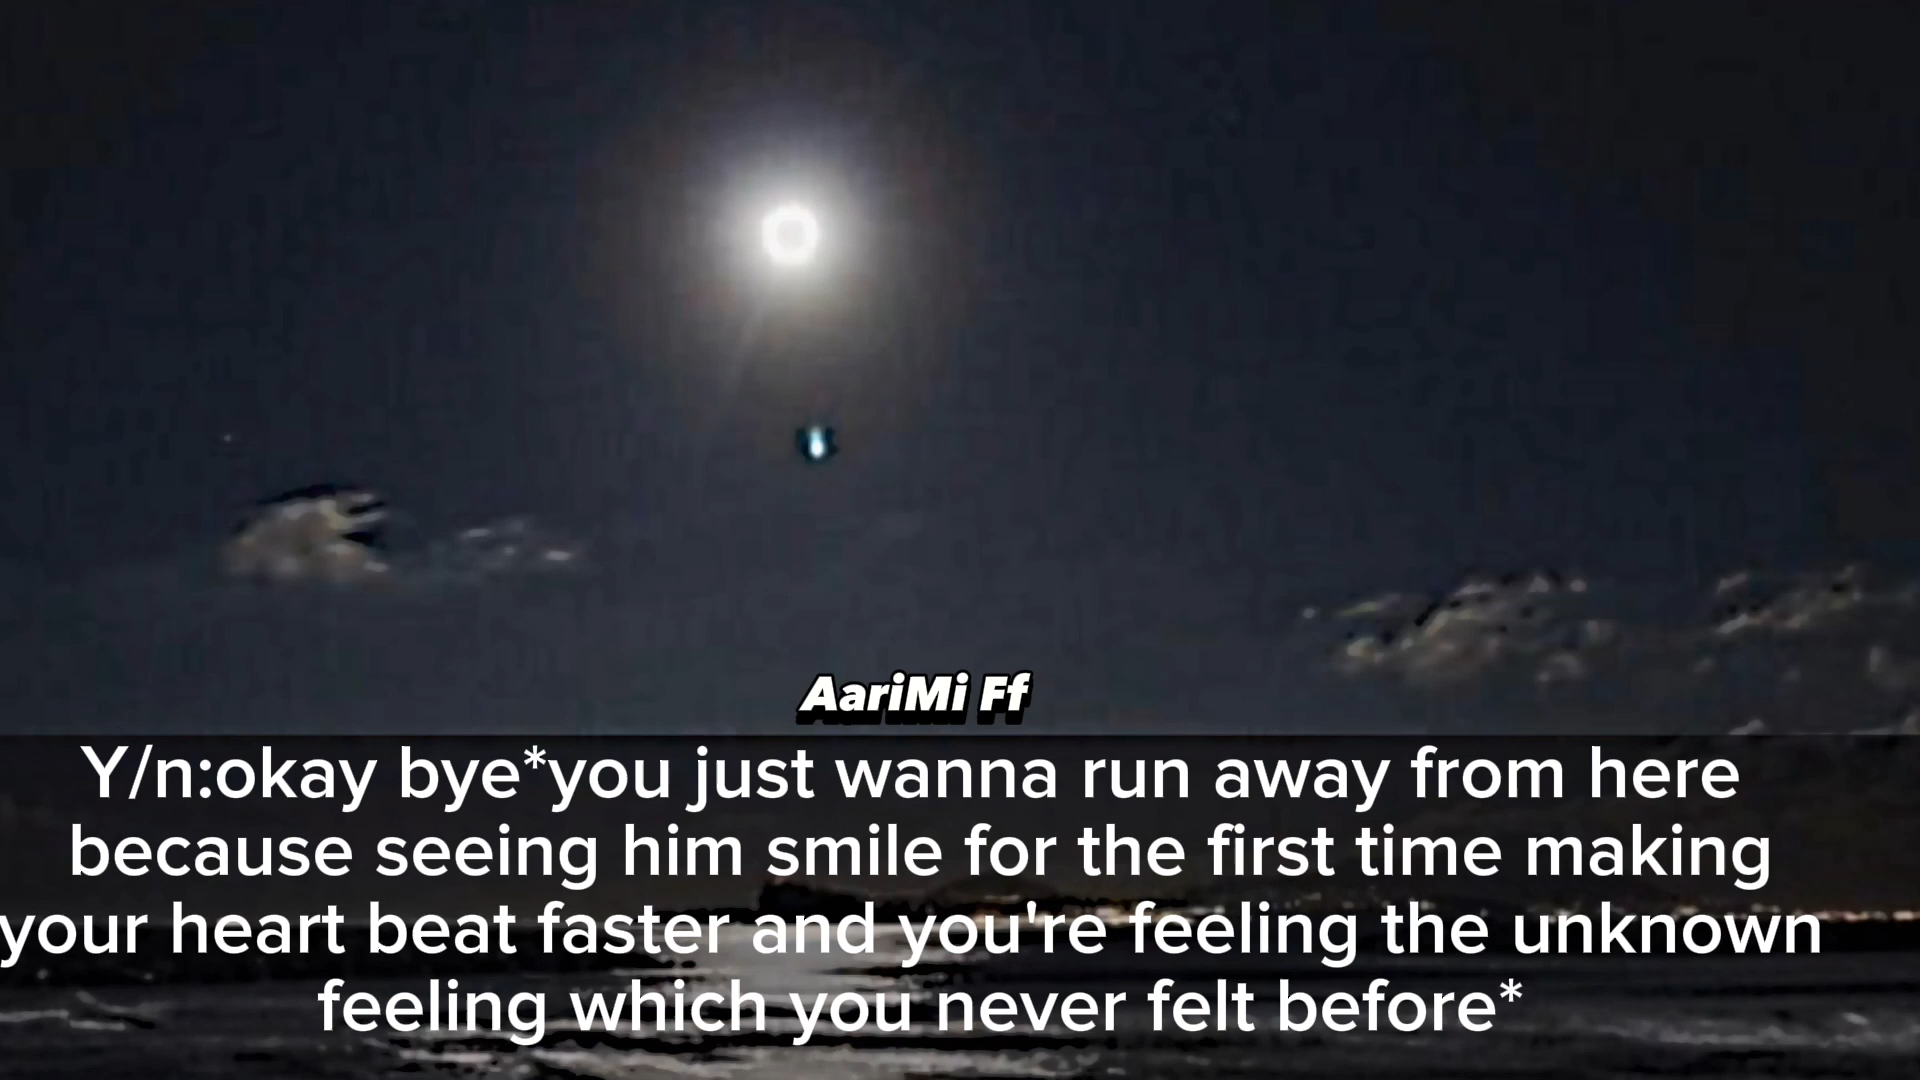 AariMi Ff
Y/n:okay bye*you just wanna run away from here
because seeing him smile for the first time making
your heart beat faster and you're feeling the unknown
feeling which you never felt before*